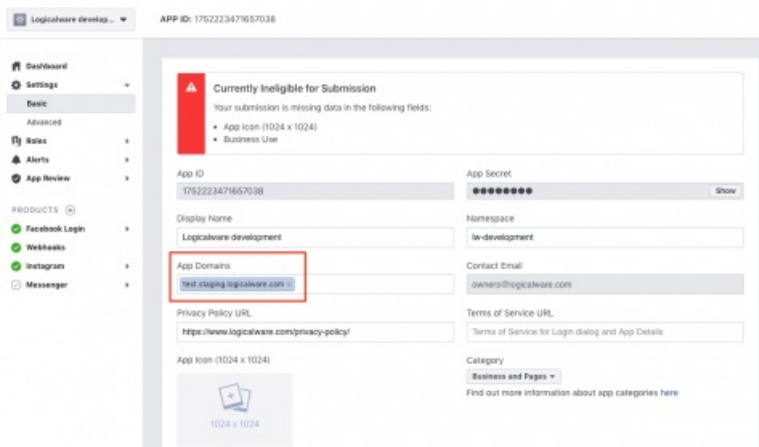 Logicalware develop...
APP ID: 1752223471657038
Dashboard
Settings
Basic
Advanced
Roles
Alerts
App Review
PRODUCTS
Facebook Login
Webhooks
Instagram
Messenger
Currently Ineligible for Submission
Your submission is missing data in the following fields:
• App Icon (1024 x 1024)
• Business Use
App ID
App Secret
1752223471657038
●●●●●●●●
Show
Display Name
Namespace
Logicalware development
lw-development
App Domains
Contact Email
test.staging.logicalware.com ×
owners@logicalware.com
Privacy Policy URL
Terms of Service URL
https://www.logicalware.com/privacy-policy/
Terms of Service for Login dialog and App Details
App Icon (1024 x 1024)
Category
Business and Pages
1024 x 1024
Find out more information about app categories here